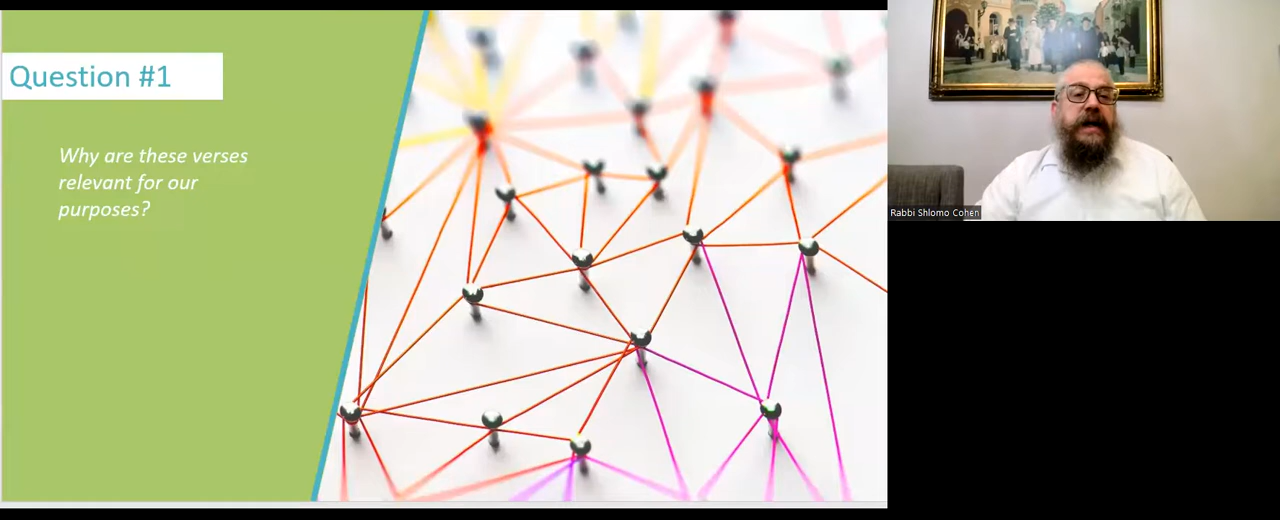 Question #1
Why are these verses
relevant for our
purposes?
Rabbi Shlomo Cohen